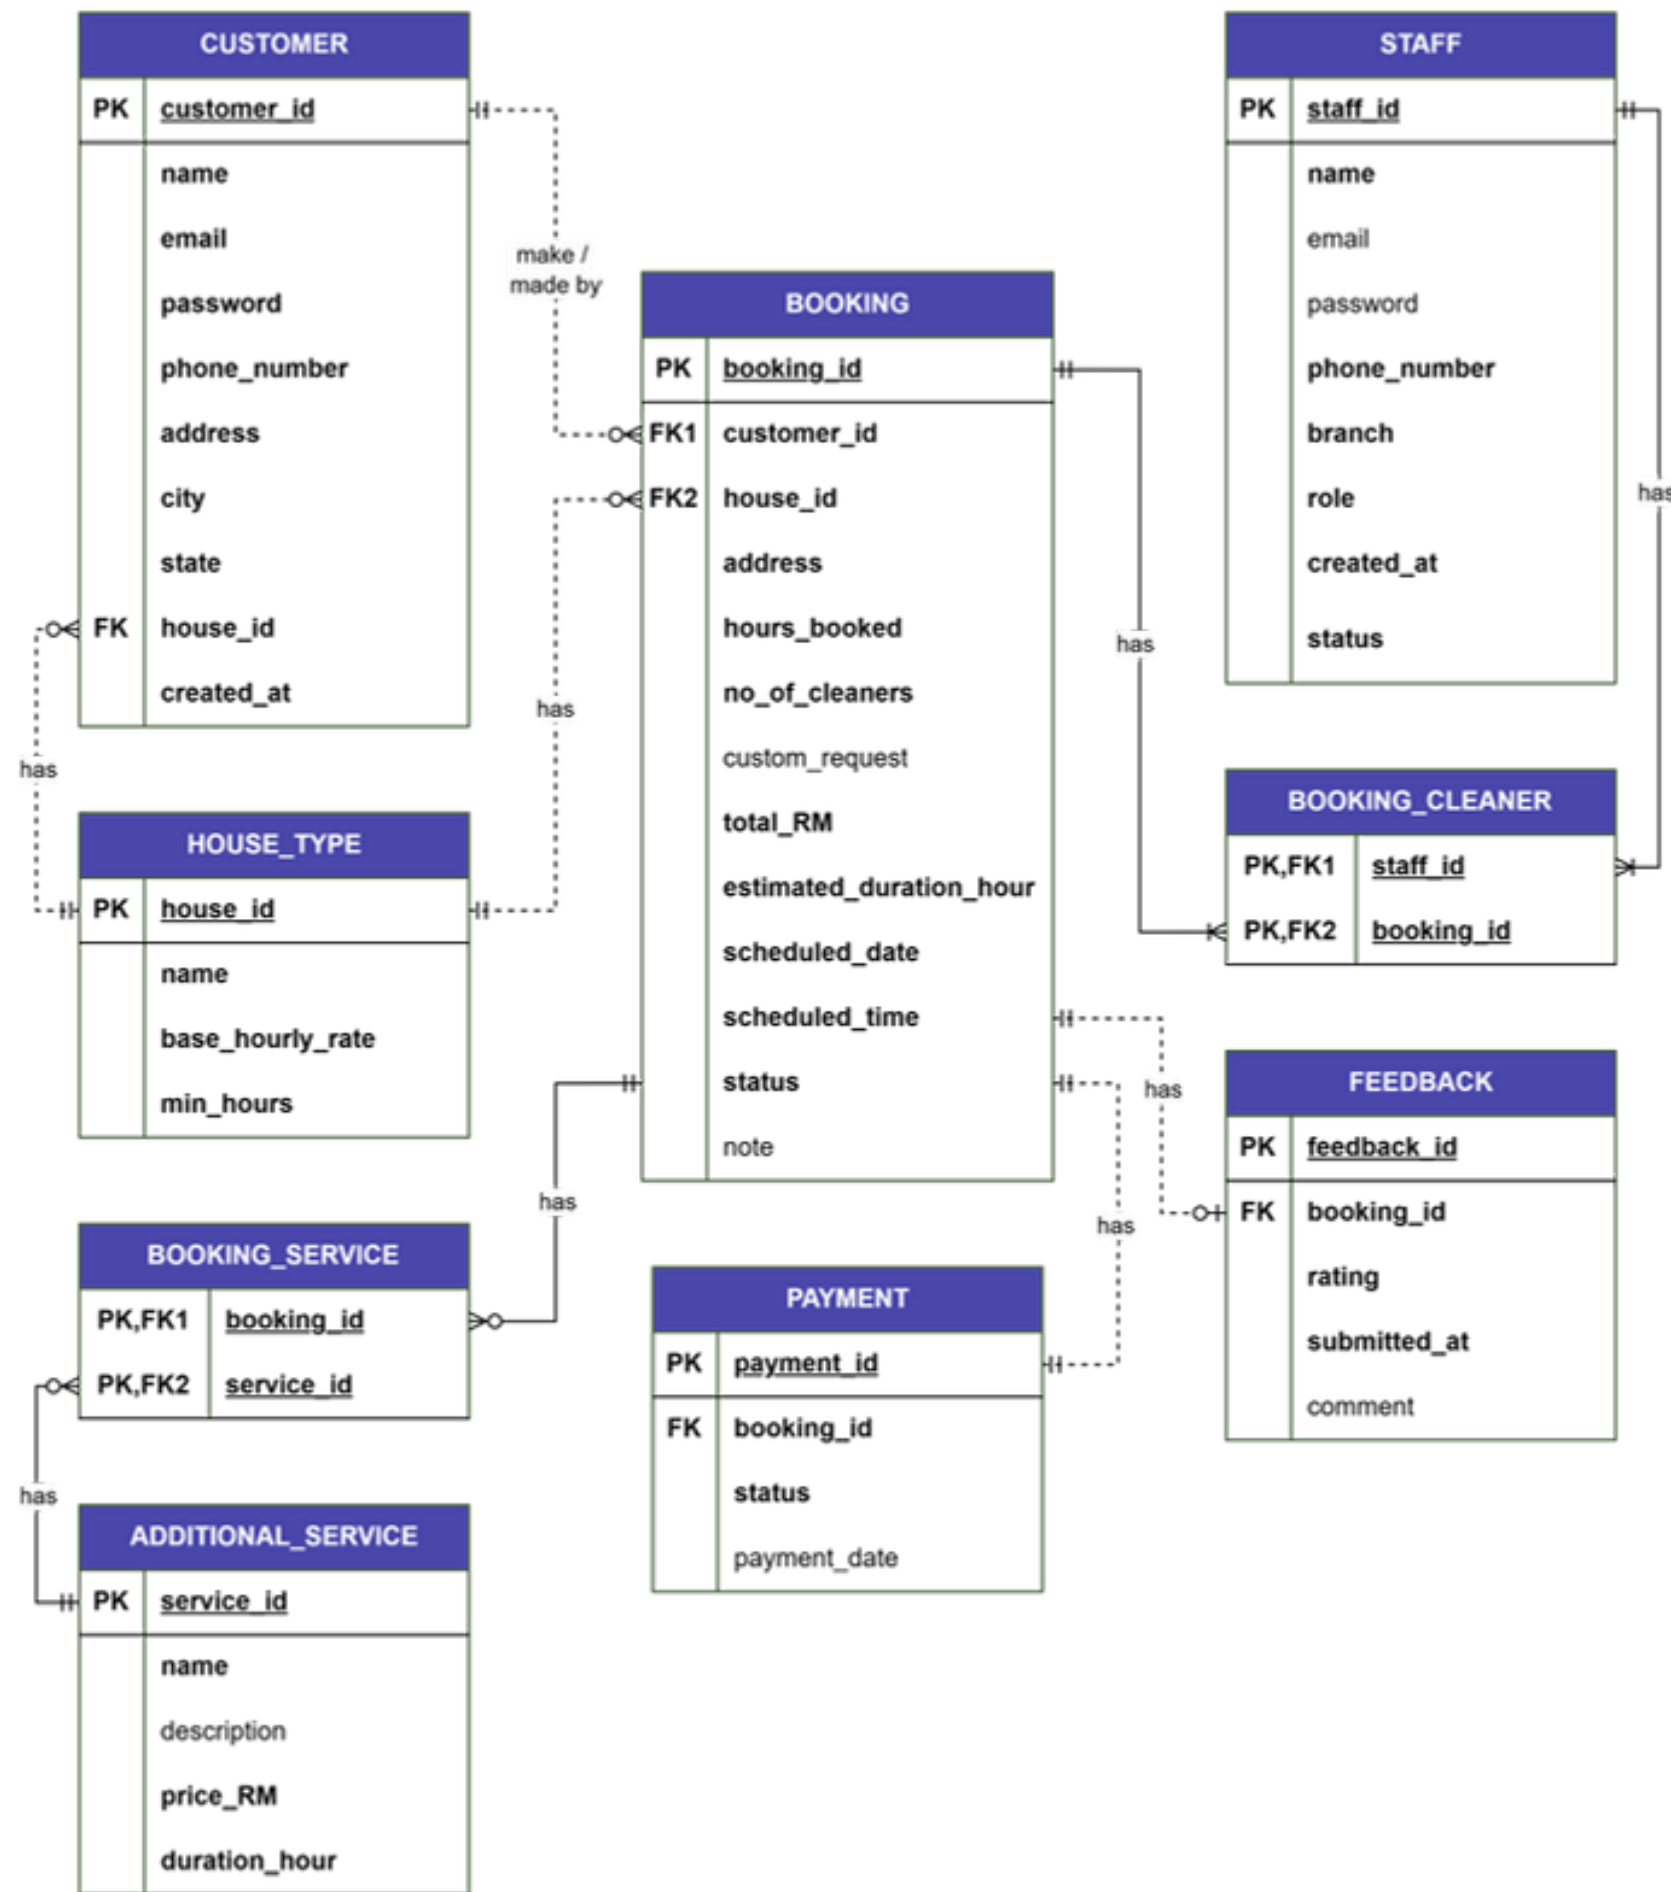 CUSTOMER
PK customer_id
name
email
password
phone_number
address
city
state
FK house_id
created_at
has
make /
made by
HOUSE_TYPE
PK house_id
name
base_hourly_rate
min_hours
has
BOOKING
PK booking_id
FK1 customer_id
FK2 house_id
address
hours_booked
no_of_cleaners
custom_request
total_RM
estimated_duration_hour
scheduled_date
scheduled_time
status
note
has
STAFF
PK staff_id
name
email
password
phone_number
branch
role
created_at
status
has
BOOKING_CLEANER
PK,FK1 staff_id
PK,FK2 booking_id
has
FEEDBACK
PK feedback_id
FK booking_id
rating
submitted_at
comment
has
BOOKING_SERVICE
PK,FK1 booking_id
PK,FK2 service_id
has
PAYMENT
PK payment_id
FK booking_id
status
payment_date
has
ADDITIONAL_SERVICE
PK service_id
name
description
price_RM
duration_hour